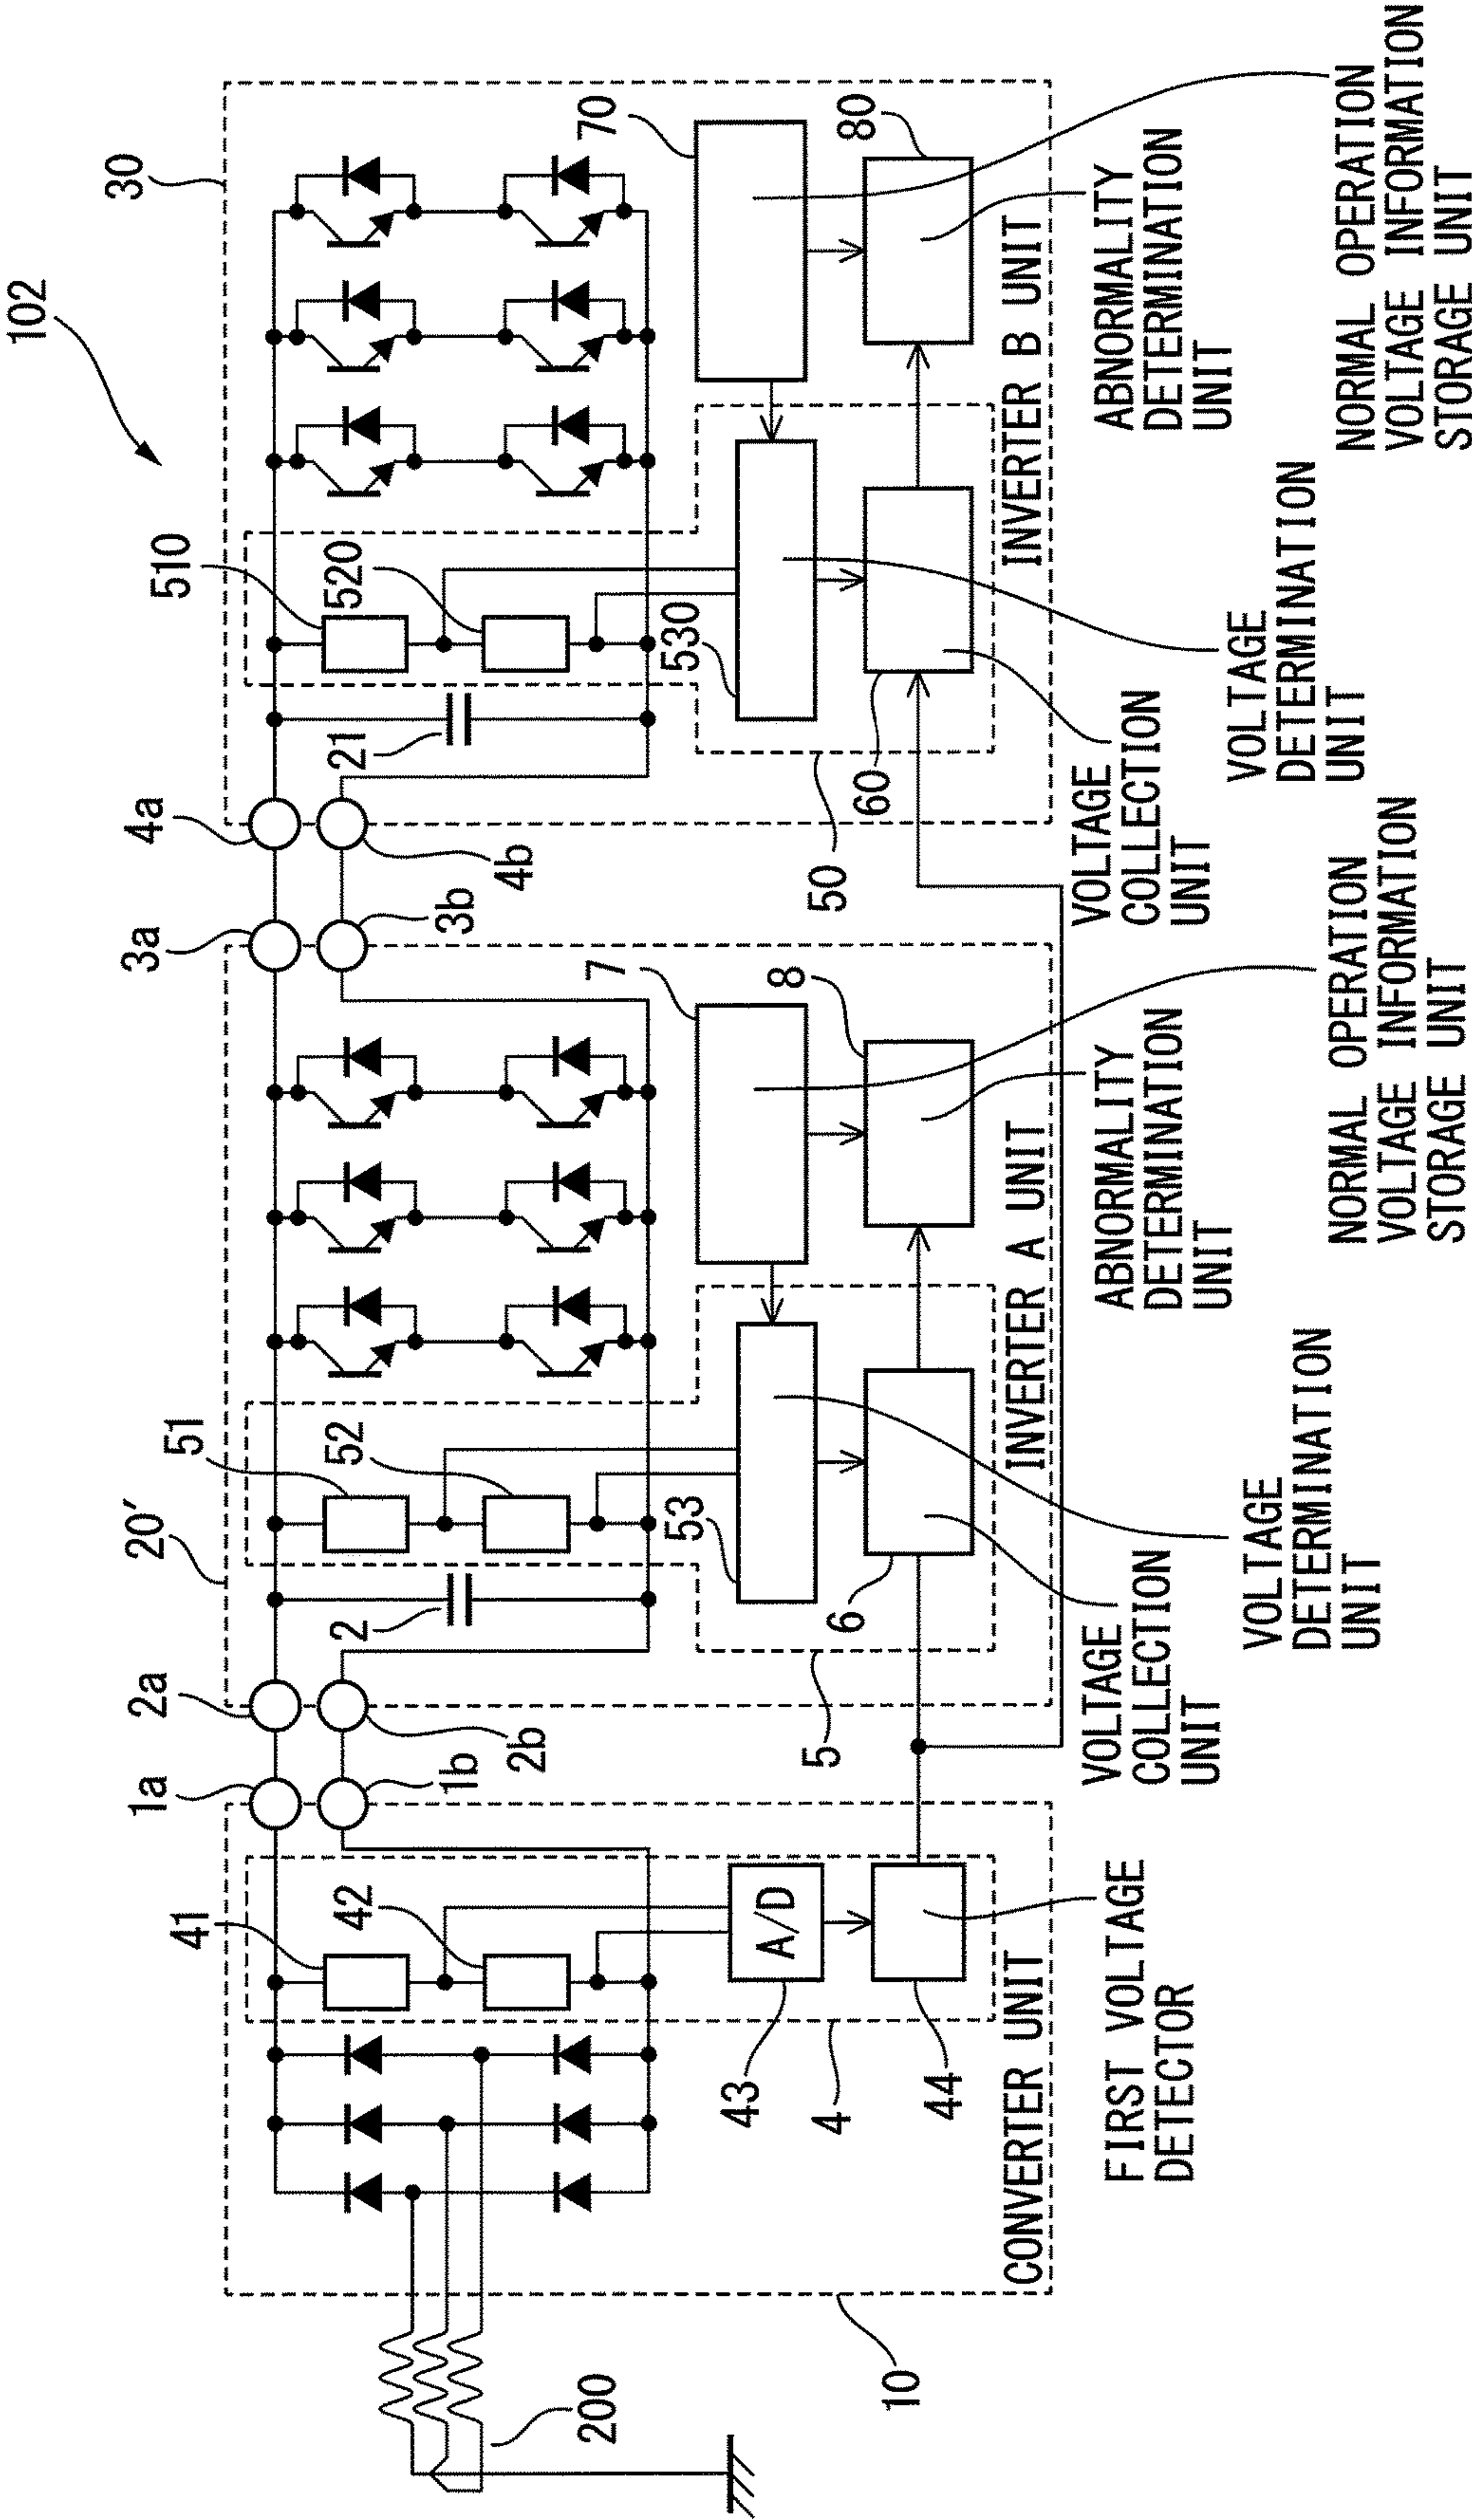 102
30
20′
10
200
1a
1b
2a
2b
3a
3b
4a
4b
41
42
A/D
43
4
44
CONVERTER UNIT
FIRST VOLTAGE
DETECTOR
2
51
52
53
5
6
7
8
INVERTER A UNIT
VOLTAGE
COLLECTION
UNIT
VOLTAGE
DETERMINATION
UNIT
ABNORMALITY
DETERMINATION
UNIT
NORMAL OPERATION
VOLTAGE INFORMATION
STORAGE UNIT
21
510
520
530
50
60
70
80
INVERTER B UNIT
VOLTAGE
COLLECTION
UNIT
VOLTAGE
DETERMINATION
UNIT
ABNORMALITY
DETERMINATION
UNIT
NORMAL OPERATION
VOLTAGE INFORMATION
STORAGE UNIT